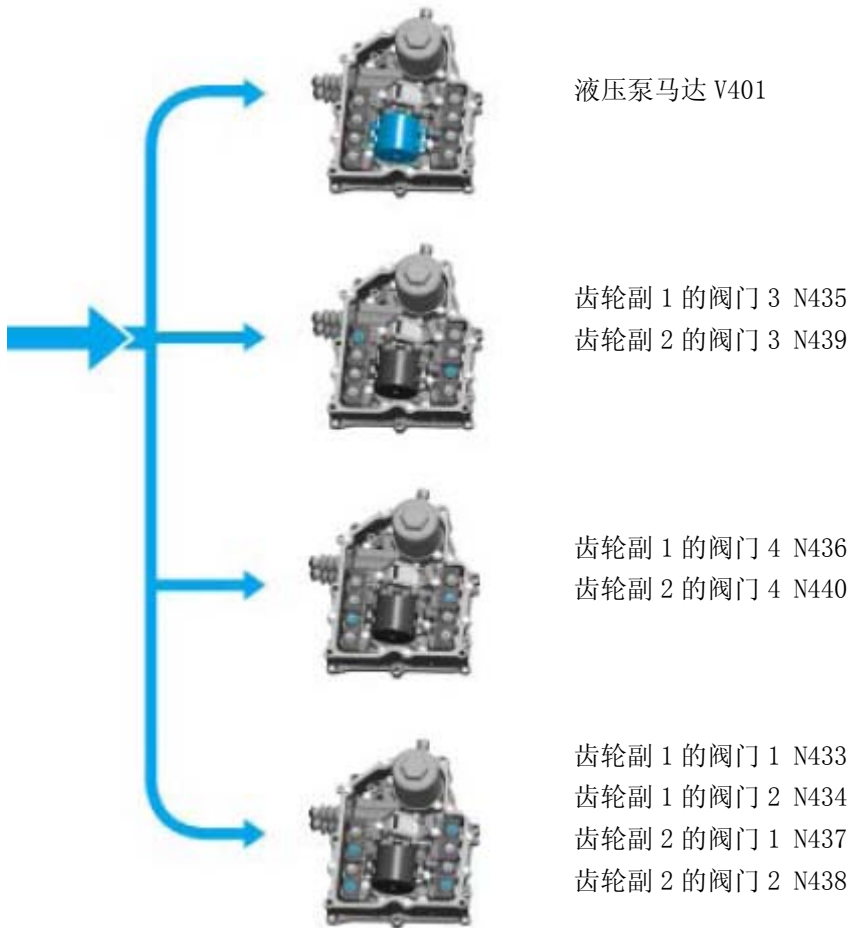 液压泵马达 V401
齿轮副 1 的阀门 3 N435
齿轮副 2 的阀门 3 N439
齿轮副 1 的阀门 4 N436
齿轮副 2 的阀门 4 N440
齿轮副 1 的阀门 1 N433
齿轮副 1 的阀门 2 N434
齿轮副 2 的阀门 1 N437
齿轮副 2 的阀门 2 N438